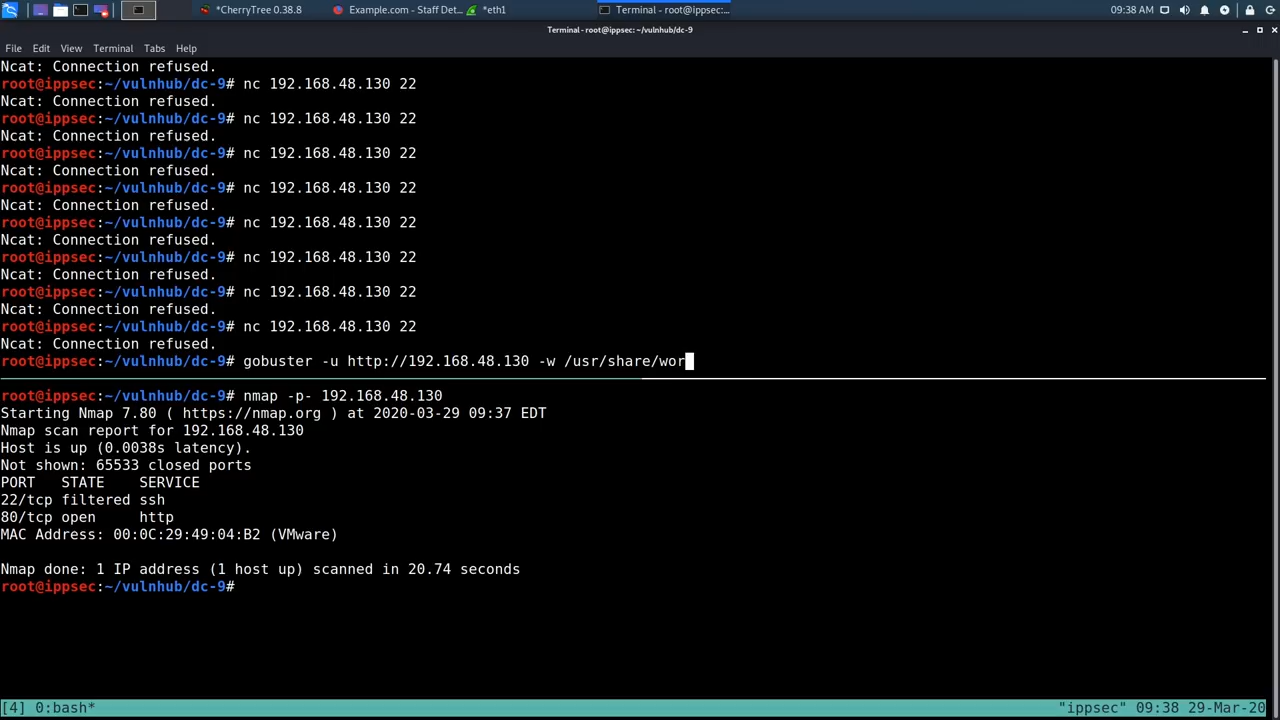 *CherryTree 0.38.8
Example.com - Staff Det...
*eth1
Terminal - root@ippsec:...
09:38 AM
Terminal - root@ippsec: ~/vulnhub/dc-9
File Edit View Terminal Tabs Help
Ncat: Connection refused.
root@ippsec:~/vulnhub/dc-9# nc 192.168.48.130 22
Ncat: Connection refused.
root@ippsec:~/vulnhub/dc-9# nc 192.168.48.130 22
Ncat: Connection refused.
root@ippsec:~/vulnhub/dc-9# nc 192.168.48.130 22
Ncat: Connection refused.
root@ippsec:~/vulnhub/dc-9# nc 192.168.48.130 22
Ncat: Connection refused.
root@ippsec:~/vulnhub/dc-9# nc 192.168.48.130 22
Ncat: Connection refused.
root@ippsec:~/vulnhub/dc-9# nc 192.168.48.130 22
Ncat: Connection refused.
root@ippsec:~/vulnhub/dc-9# nc 192.168.48.130 22
Ncat: Connection refused.
root@ippsec:~/vulnhub/dc-9# nc 192.168.48.130 22
Ncat: Connection refused.
root@ippsec:~/vulnhub/dc-9# gobuster -u http://192.168.48.130 -w /usr/share/wor
root@ippsec:~/vulnhub/dc-9# nmap -p- 192.168.48.130
Starting Nmap 7.80 ( https://nmap.org ) at 2020-03-29 09:37 EDT
Nmap scan report for 192.168.48.130
Host is up (0.0038s latency).
Not shown: 65533 closed ports
PORT   STATE    SERVICE
22/tcp filtered ssh
80/tcp open     http
MAC Address: 00:0C:29:49:04:B2 (VMware)
Nmap done: 1 IP address (1 host up) scanned in 20.74 seconds
root@ippsec:~/vulnhub/dc-9#
[4] 0:bash*
"ippsec" 09:38 29-Mar-20